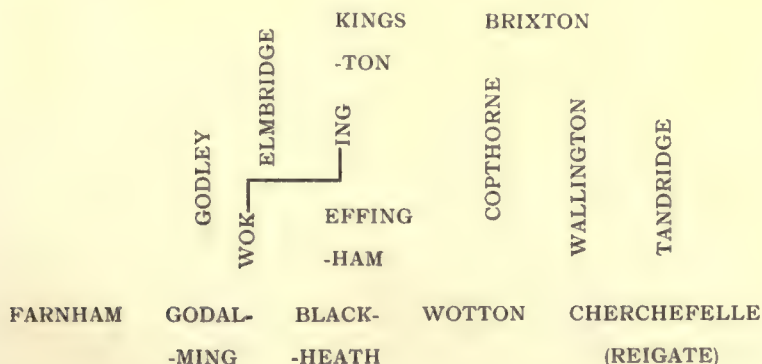 KINGS
-TON
BRIXTON
ELMBRIDGE
GODLEY
WOK
ING
EFFING
-HAM
COPTHORNE
WALLINGTON
TANDRIDGE
FARNHAM
GODAL-
-MING
BLACK-
-HEATH
WOTTON
CHERCHEFELLE
(REIGATE)